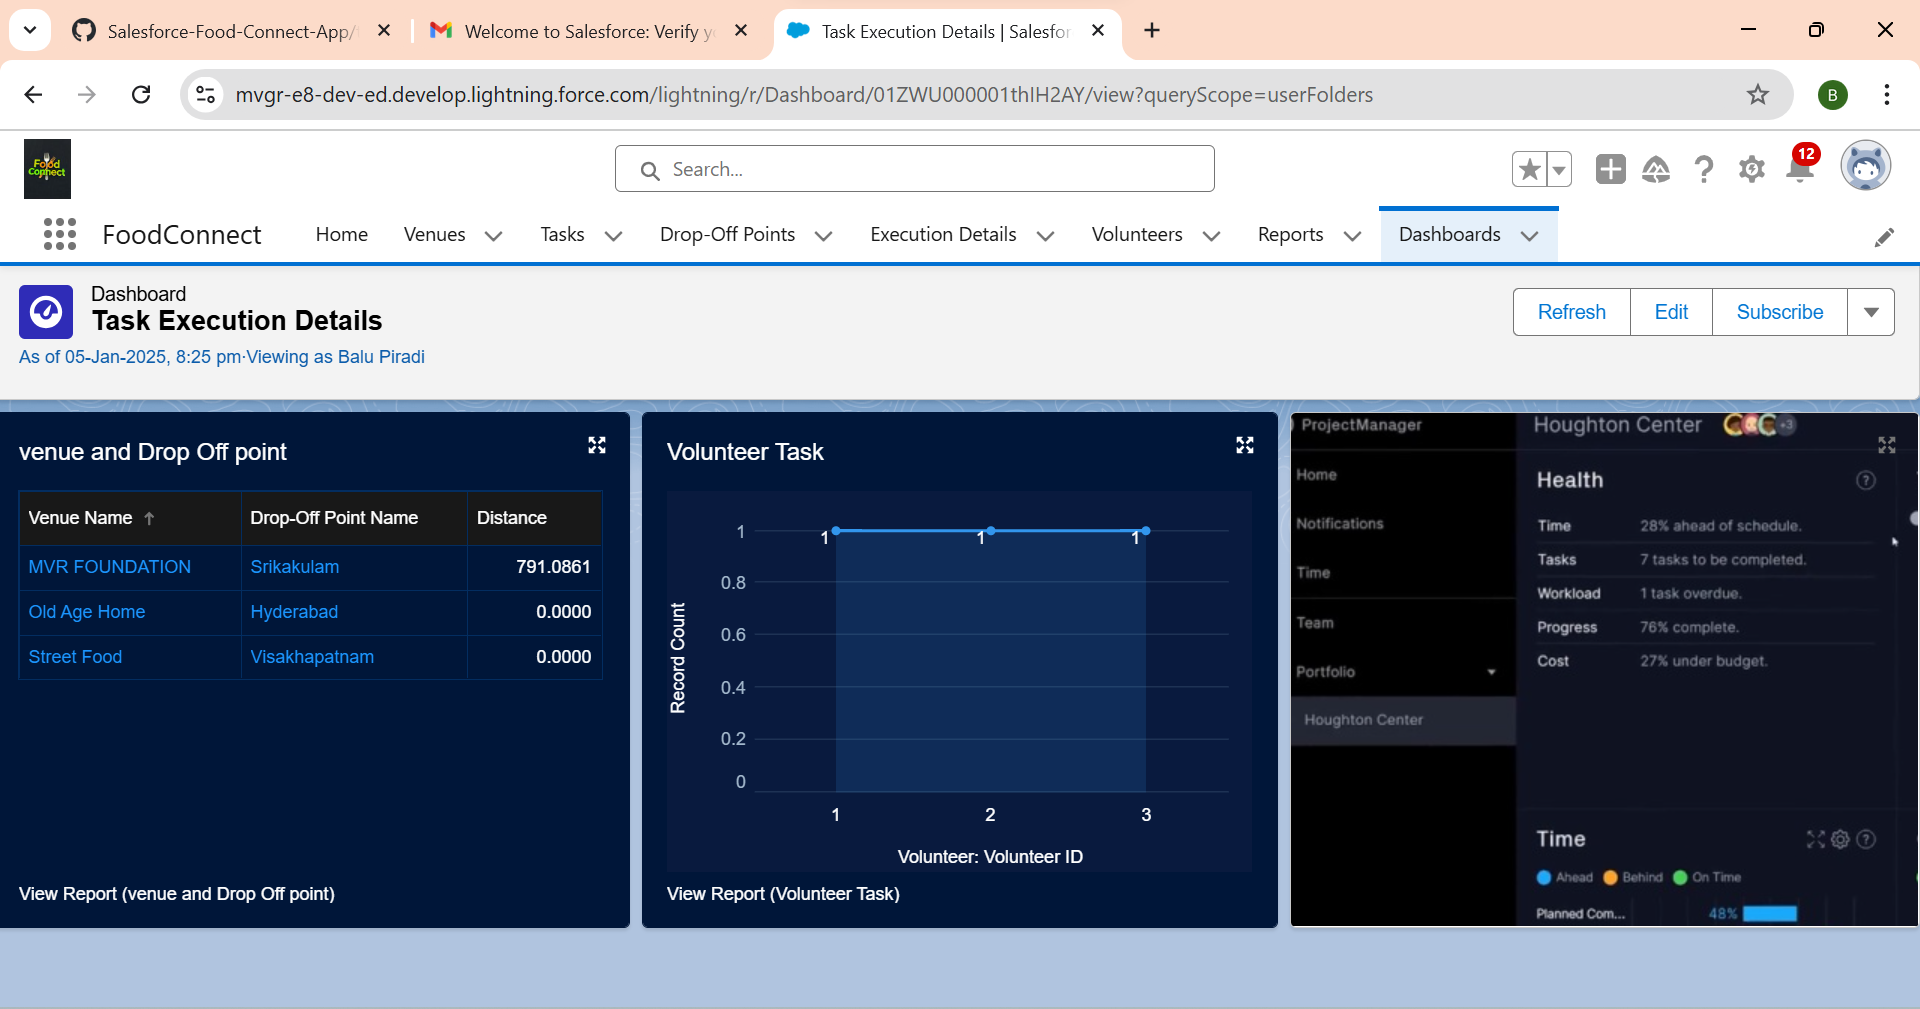 Salesforce-Food-Connect-App/
Welcome to Salesforce: Verify y
Task Execution Details | Salesfor
mvgr-e8-dev-ed.develop.lightning.force.com/lightning/r/Dashboard/01ZWU000001thIH2AY/view?queryScope=userFolders
B
Food
Connect
Search...
12
FoodConnect
Home
Venues
Tasks
Drop-Off Points
Execution Details
Volunteers
Reports
Dashboards
Dashboard
Task Execution Details
As of 05-Jan-2025, 8:25 pm·Viewing as Balu Piradi
Refresh
Edit
Subscribe
venue and Drop Off point
Venue Name ↑ Drop-Off Point Name Distance
MVR FOUNDATION Srikakulam 791.0861
Old Age Home Hyderabad 0.0000
Street Food Visakhapatnam 0.0000
View Report (venue and Drop Off point)
Volunteer Task
Record Count
1
0.8
0.6
0.4
0.2
0
1 1 1
1 2 3
Volunteer: Volunteer ID
View Report (Volunteer Task)
ProjectManager
Home
Notifications
Time
Team
Portfolio
Houghton Center
Houghton Center
+3
Health
?
Time 28% ahead of schedule.
Tasks 7 tasks to be completed.
Workload 1 task overdue.
Progress 76% complete.
Cost 27% under budget.
Time
?
Ahead Behind On Time
Planned Com... 48%